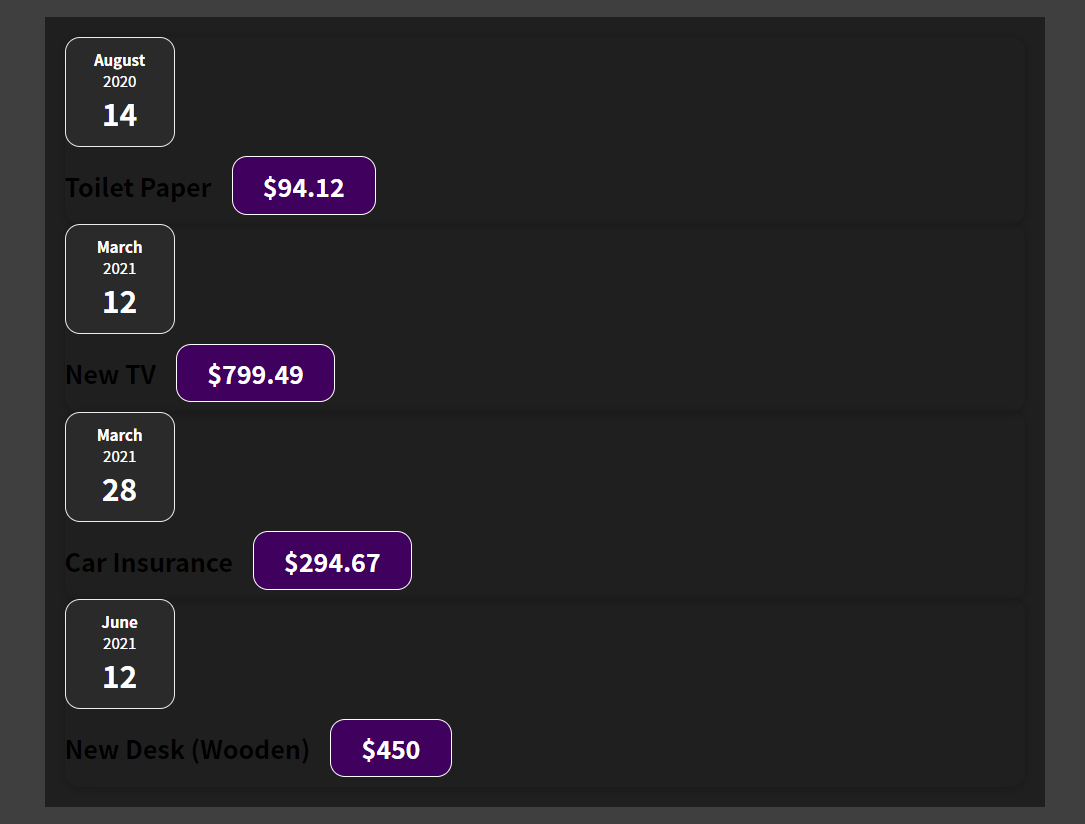 August
2020
14
Toilet Paper $94.12
March
2021
12
New TV $799.49
March
2021
28
Car Insurance $294.67
June
2021
12
New Desk (Wooden) $450